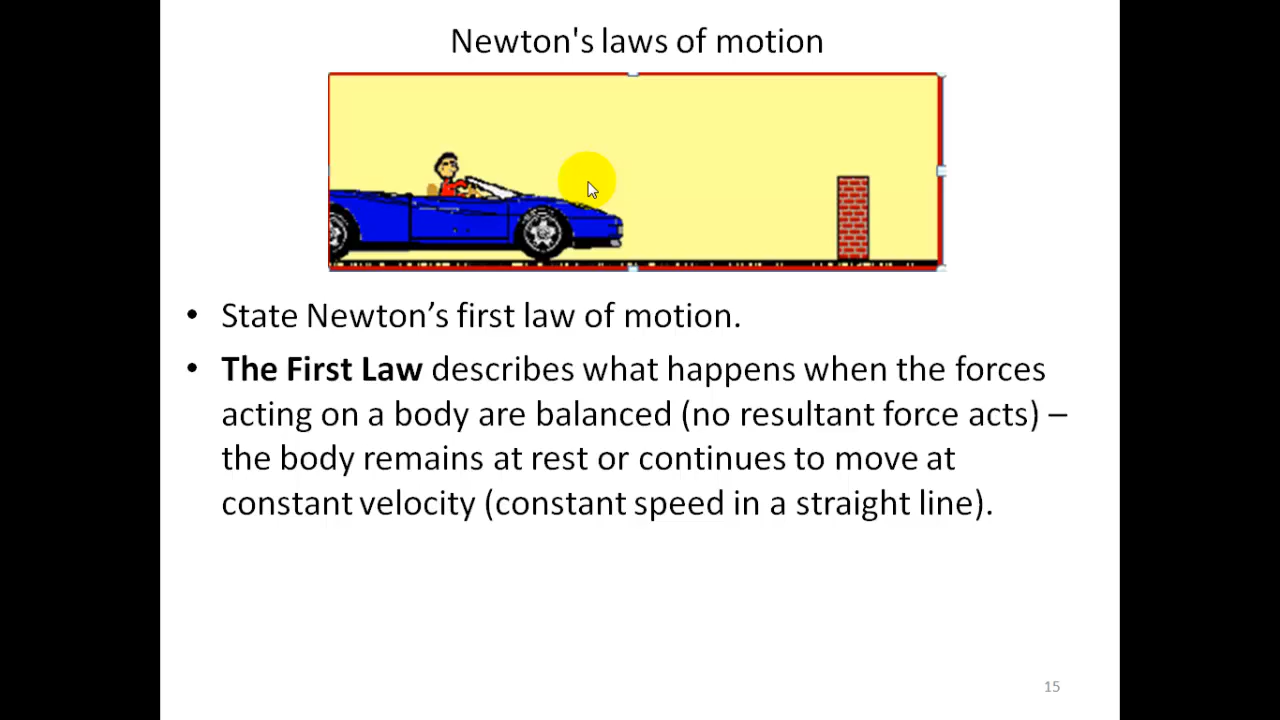 Newton's laws of motion
• State Newton’s first law of motion.
• The First Law describes what happens when the forces
acting on a body are balanced (no resultant force acts) –
the body remains at rest or continues to move at
constant velocity (constant speed in a straight line).
15